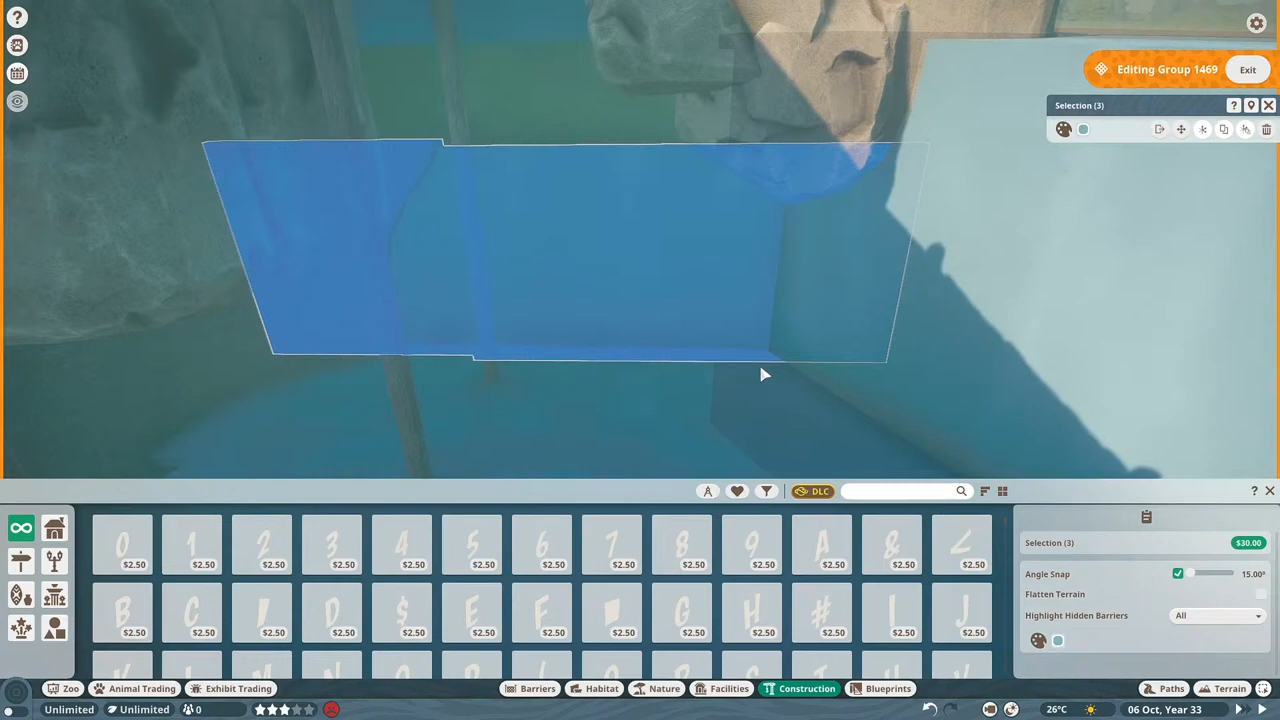 Editing Group 1469
Exit
Selection (3)
?
DLC
?
0 1 2 3 4 5 6 7 8 9 A & <
$2.50 $2.50 $2.50 $2.50 $2.50 $2.50 $2.50 $2.50 $2.50 $2.50 $2.50 $2.50 $2.50
B C D $ E F G H # I J
$2.50 $2.50 $2.50 $2.50 $2.50 $2.50 $2.50 $2.50 $2.50 $2.50 $2.50 $2.50 $2.50
Selection (3)
$30.00
Angle Snap
15.00°
Flatten Terrain
Highlight Hidden Barriers
All
Zoo
Animal Trading
Exhibit Trading
Barriers
Habitat
Nature
Facilities
Construction
Blueprints
Paths
Terrain
Unlimited
Unlimited
0
26°C
06 Oct, Year 33